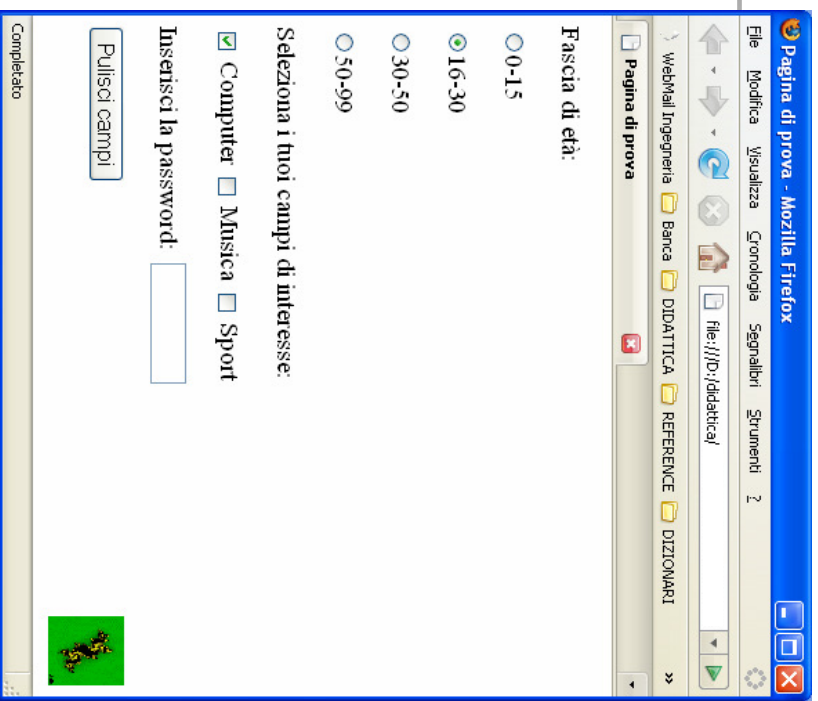 Pagina di prova - Mozilla Firefox
File Modifica Visualizza Cronologia Segnalibri Strumenti ?
file:///D:/didattica/
WebMail Ingegneria Banca DIDATTICA REFERENCE DIZIONARI »
Pagina di prova
Fascia di età:
0-15
16-30
30-50
50-99
Seleziona i tuoi campi di interesse:
Computer Musica Sport
Inserisci la password:
Pulisci campi
Completato